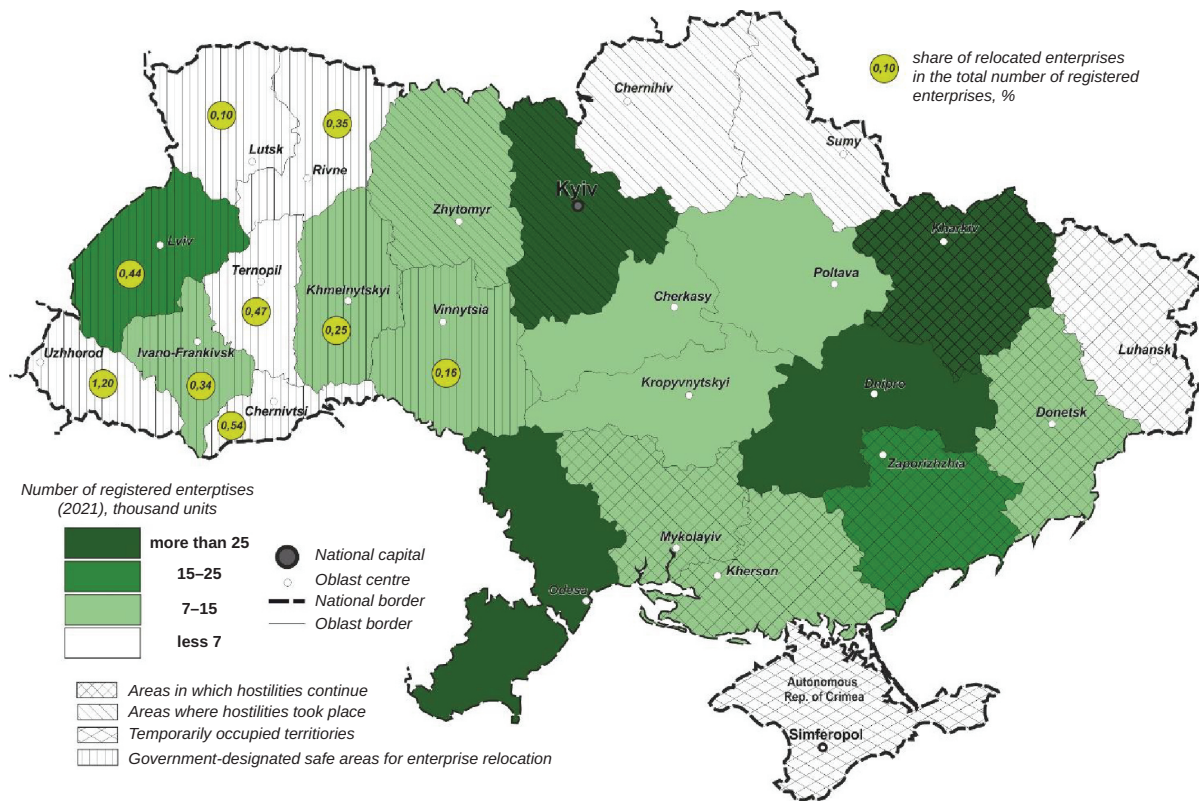 0,10
share of relocated enterprises
in the total number of registered
enterprises, %
Chernihiv
Sumy
0,10
0,35
Lutsk
Rivne
Kyiv
Zhytomyr
Kharkiv
Lviv
0,44
Ternopil
0,47
Khmelnytskyi
0,25
Vinnytsia
0,16
Cherkasy
Poltava
Luhansk
Uzhhorod
1,20
Ivano-Frankivsk
0,34
Chernivtsi
0,54
Kropyvnytskyi
Dnipro
Donetsk
Zaporizhzhia
Mykolayiv
Kherson
Odesa
Autonomous
Rep. of Crimea
Simferopol
Number of registered enterptises
(2021), thousand units
more than 25
15–25
7–15
less 7
National capital
Oblast centre
National border
Oblast border
Areas in which hostilities continue
Areas where hostilities took place
Temporarily occupied territories
Government-designated safe areas for enterprise relocation